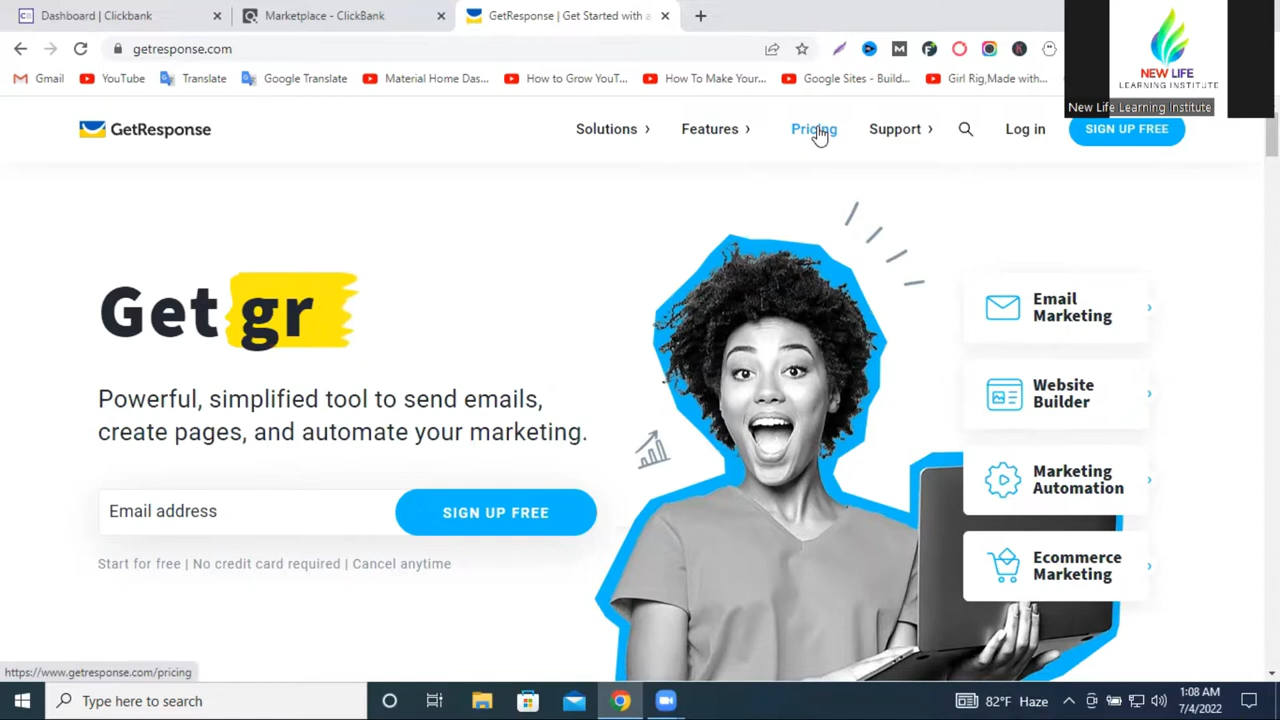 Dashboard | Clickbank
Marketplace - ClickBank
GetResponse | Get Started with a
getresponse.com
Gmail
YouTube
Translate
Google Translate
Material Home Das...
How to Grow YouT...
How To Make Your...
Google Sites - Build...
Girl Rig,Made with...
NEW LIFE
LEARNING INSTITUTE
New Life Learning Institute
GetResponse
Solutions
Features
Pricing
Support
Log in
SIGN UP FREE
Get gr
Powerful, simplified tool to send emails,
create pages, and automate your marketing.
Email address
SIGN UP FREE
Start for free | No credit card required | Cancel anytime
Email
Marketing
Website
Builder
Marketing
Automation
Ecommerce
Marketing
https://www.getresponse.com/pricing
Type here to search
82°F Haze
1:08 AM
7/4/2022